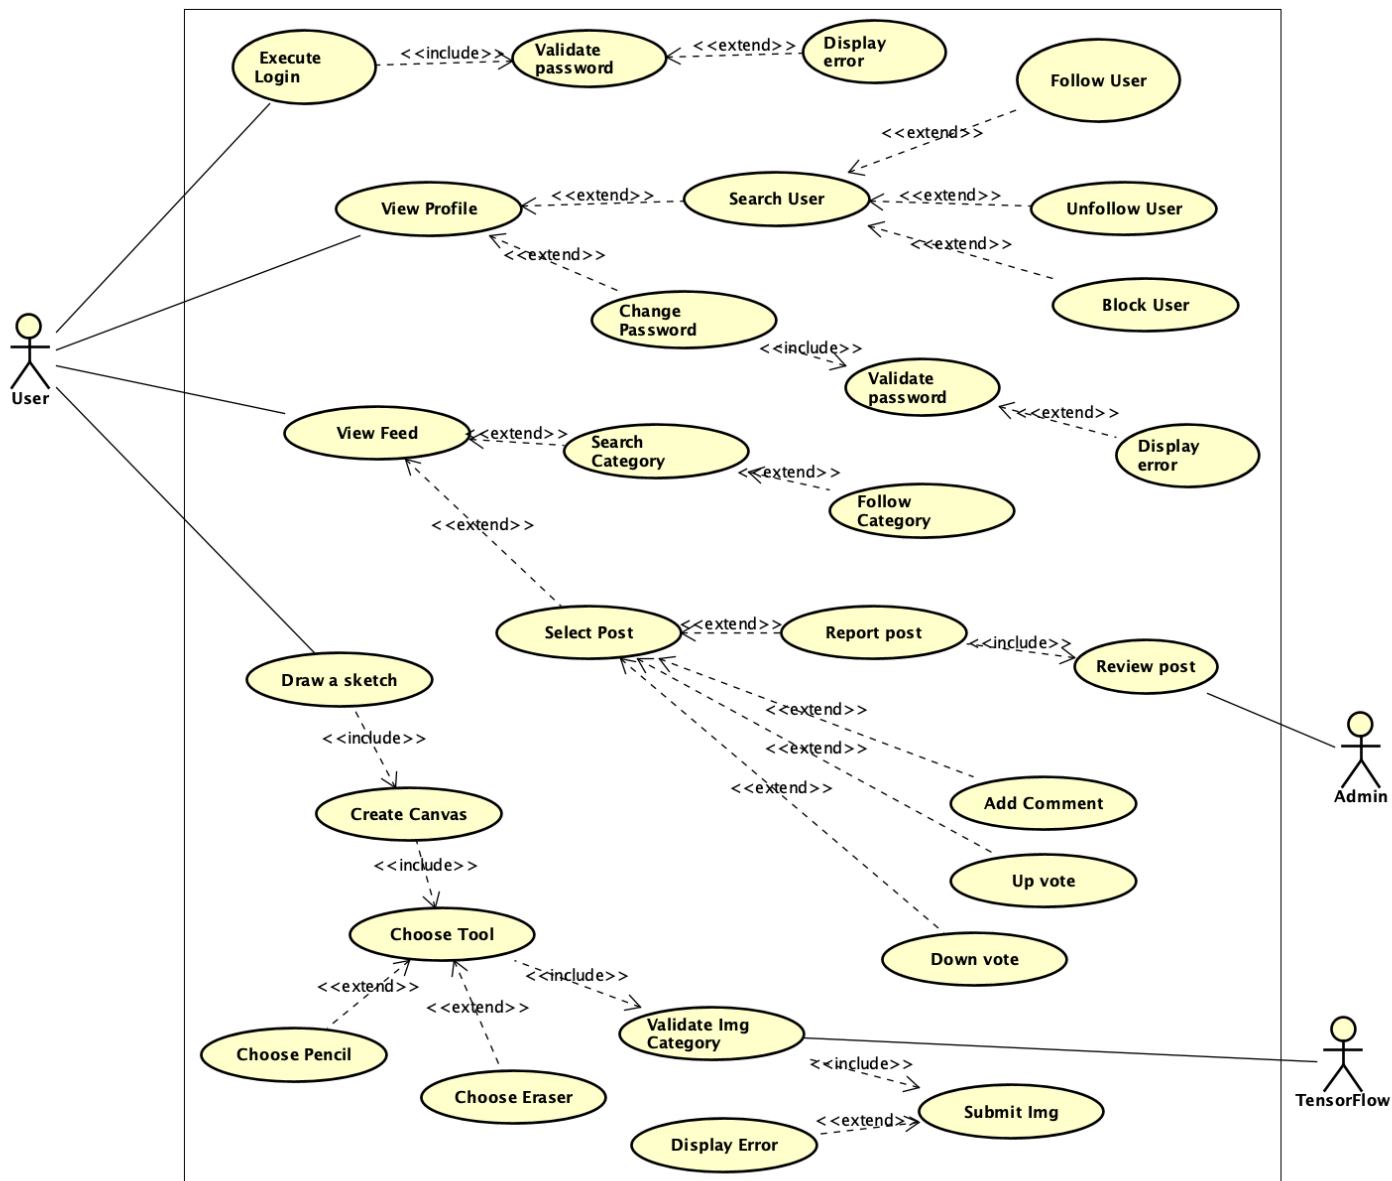 Execute
Login
<<include>>
Validate
password
<<extend>>
Display
error
Follow User
<<extend>>
View Profile
<<extend>>
Search User
<<extend>>
Unfollow User
<<extend>>
<<extend>>
Block User
Change
Password
<<include>>
Validate
password
<<extend>>
Display
error
User
View Feed
<<extend>>
Search
Category
<<extend>>
Follow
Category
<<extend>>
Select Post
<<extend>>
Report post
<<include>>
Review post
Admin
Draw a sketch
<<include>>
<<extend>>
<<extend>>
<<extend>>
Add Comment
Up vote
Down vote
Create Canvas
<<include>>
Choose Tool
<<extend>>
<<extend>>
<<include>>
Choose Pencil
Choose Eraser
Validate Img
Category
TensorFlow
<<include>>
Submit Img
<<extend>>
Display Error